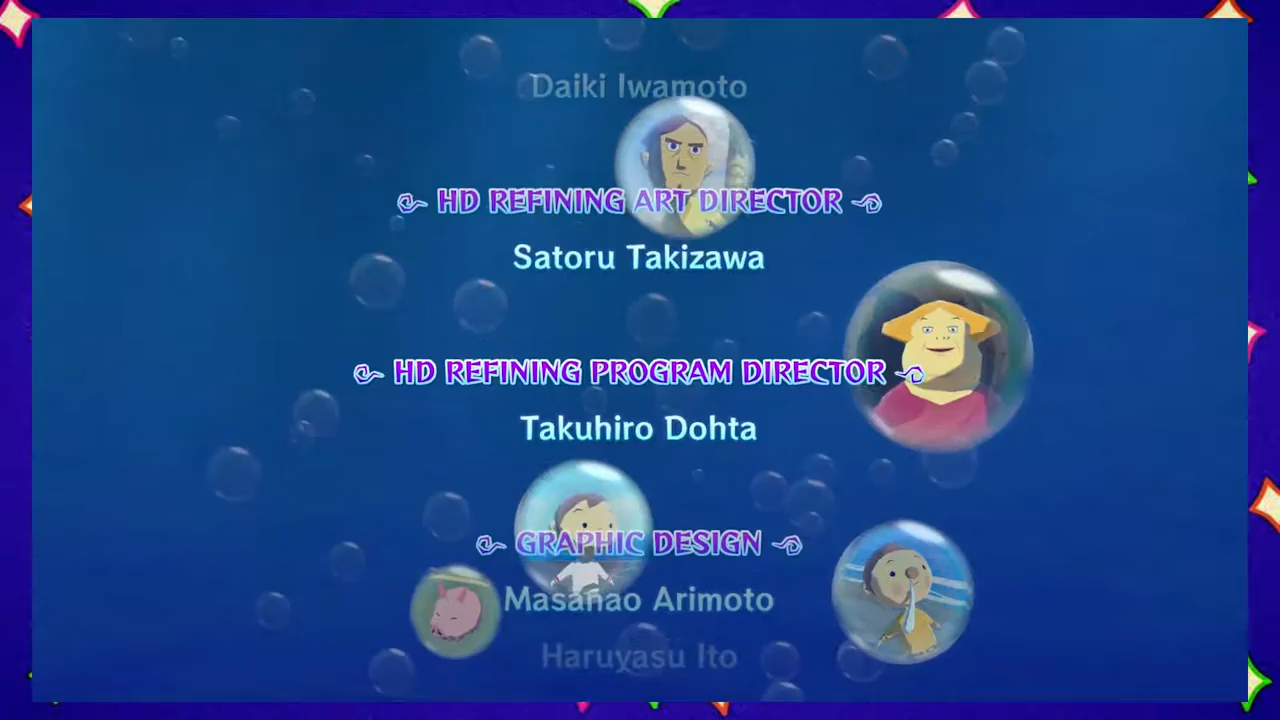 Daiki Iwamoto
HD REFINING ART DIRECTOR
Satoru Takizawa
HD REFINING PROGRAM DIRECTOR
Takuhiro Dohta
GRAPHIC DESIGN
Masanao Arimoto
Haruyasu Ito